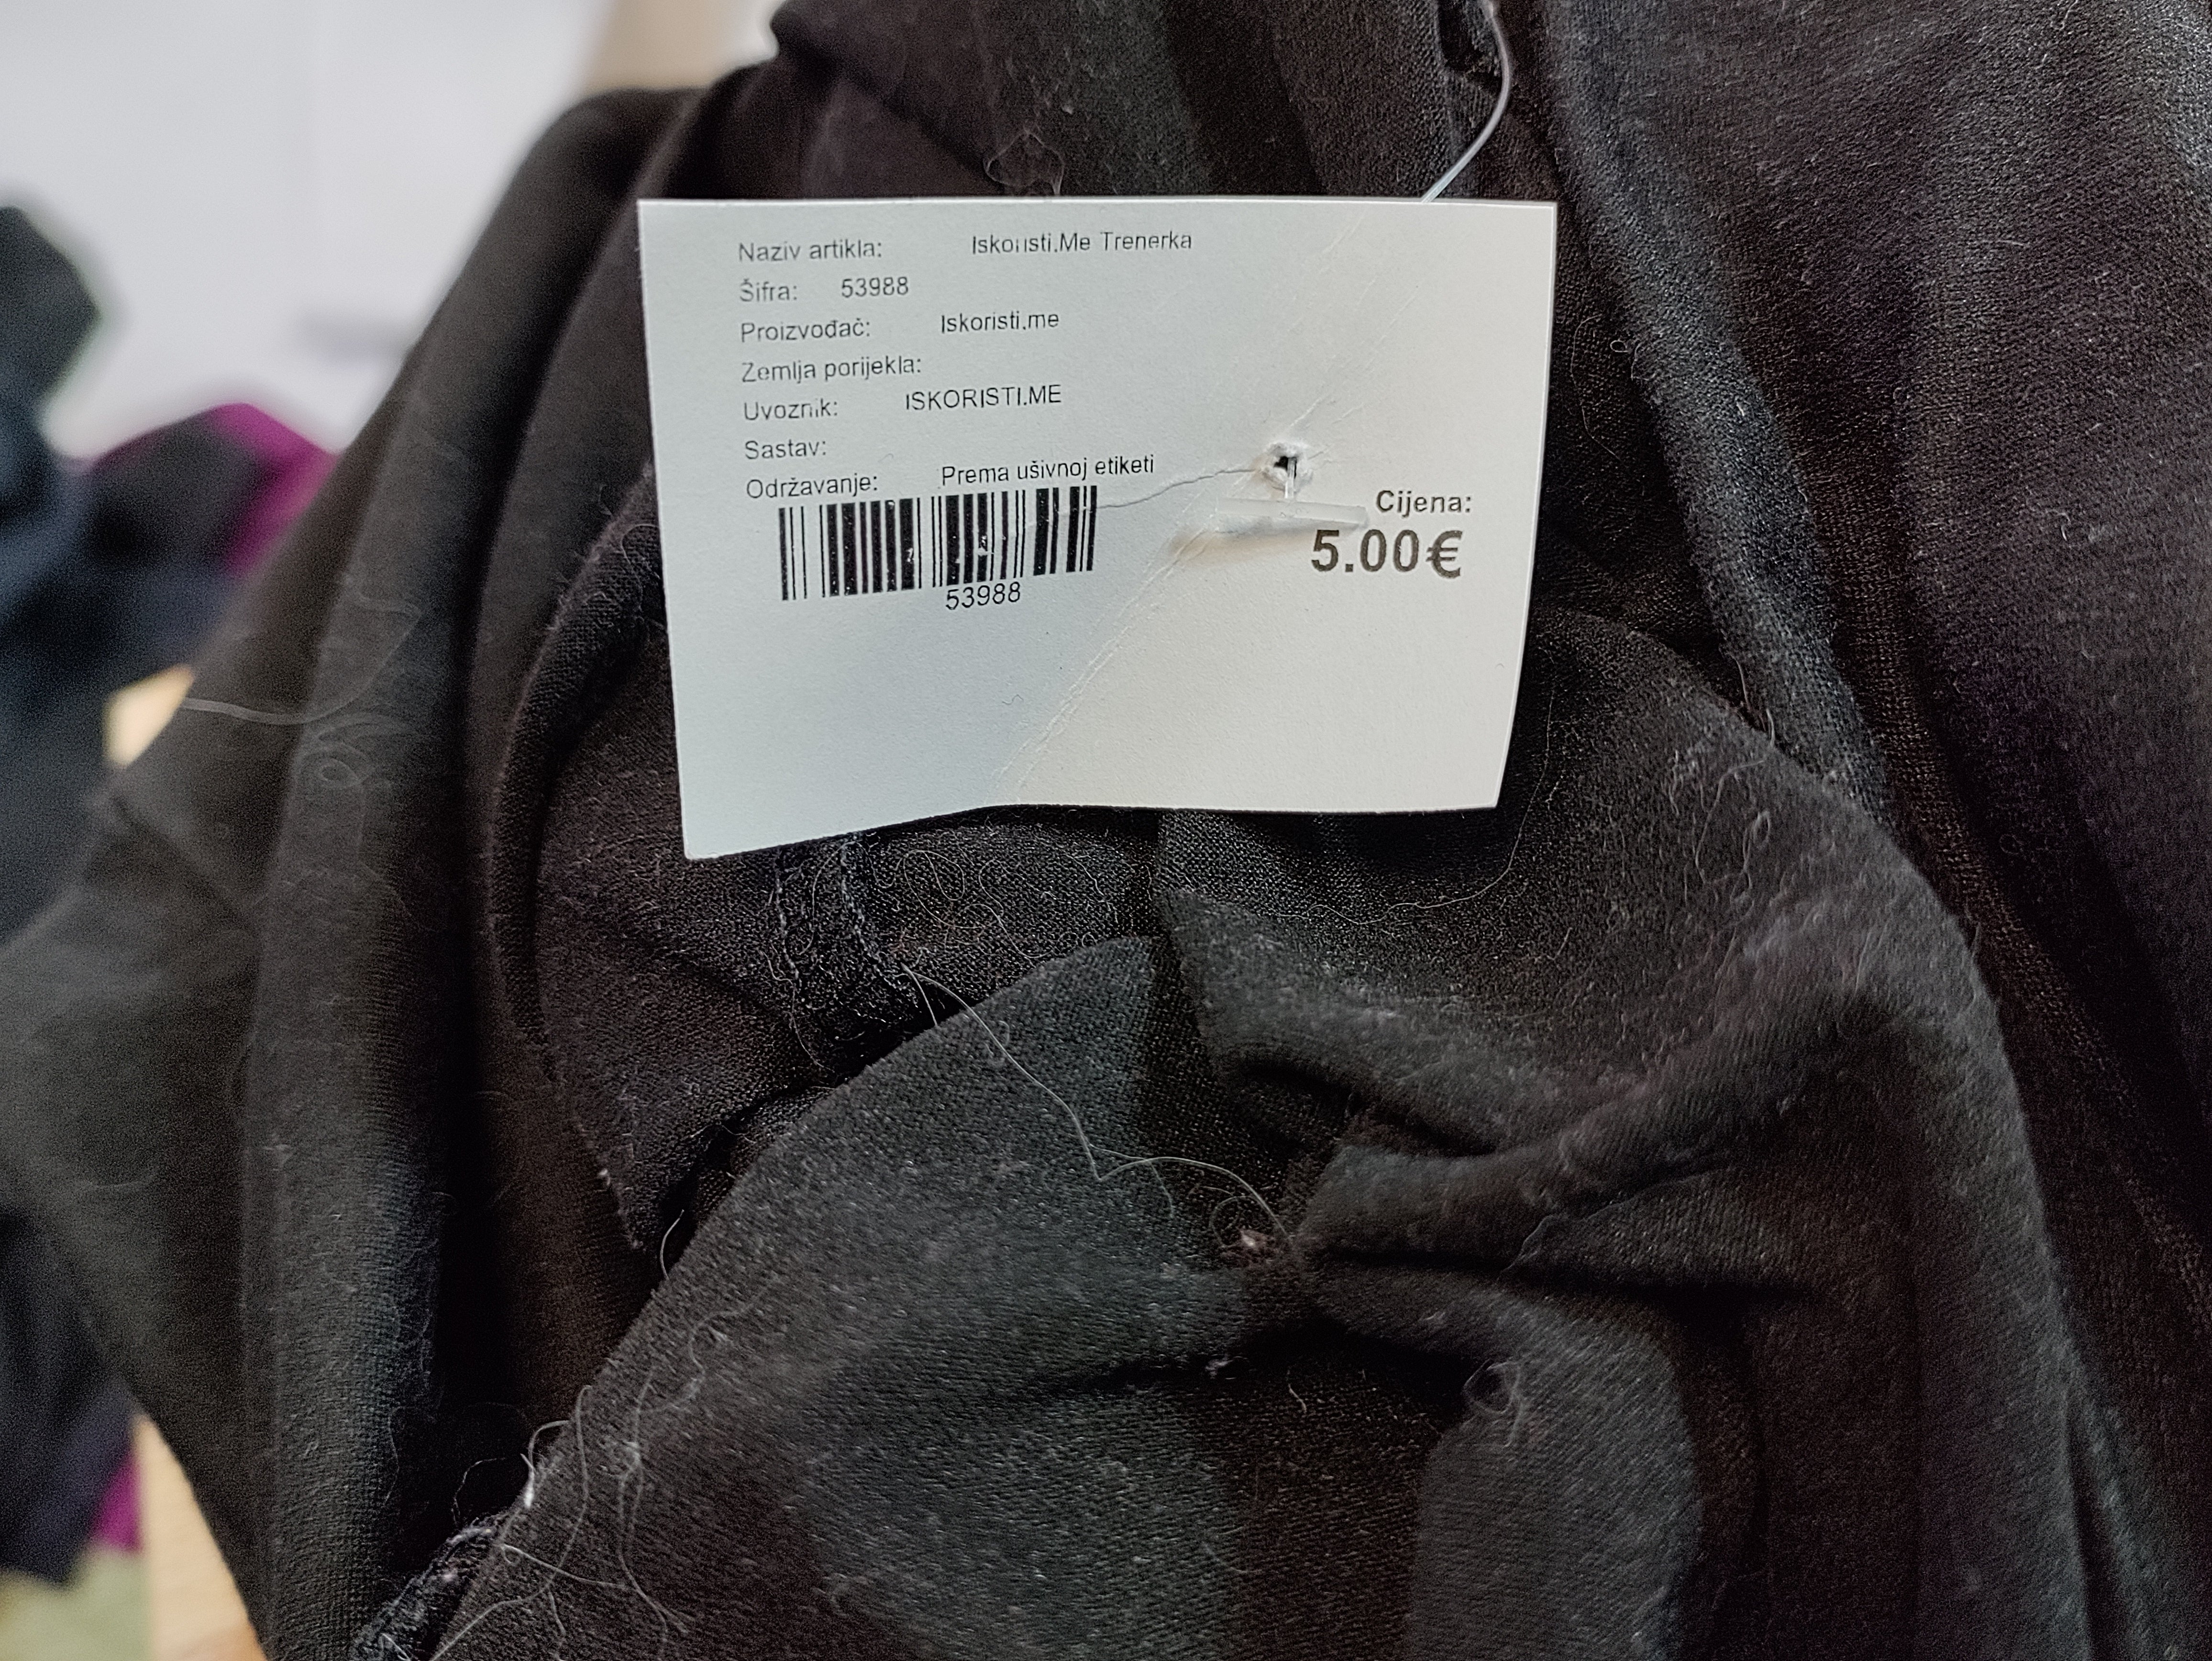 Naziv artikla: Iskoristi.Me Trenerka
Šifra: 53988
Proizvođač: Iskoristi.me
Zemlja porijekla:
Uvoznik: ISKORISTI.ME
Sastav:
Održavanje: Prema ušivnoj etiketi
53988
Cijena:
5.00€